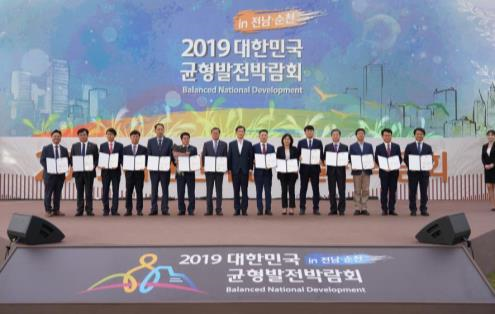 in 전남·순천
2019 대한민국
균형발전박람회
Balanced National Development
2019 대한민국 in 전남·순천
균형발전박람회
Balanced National Development